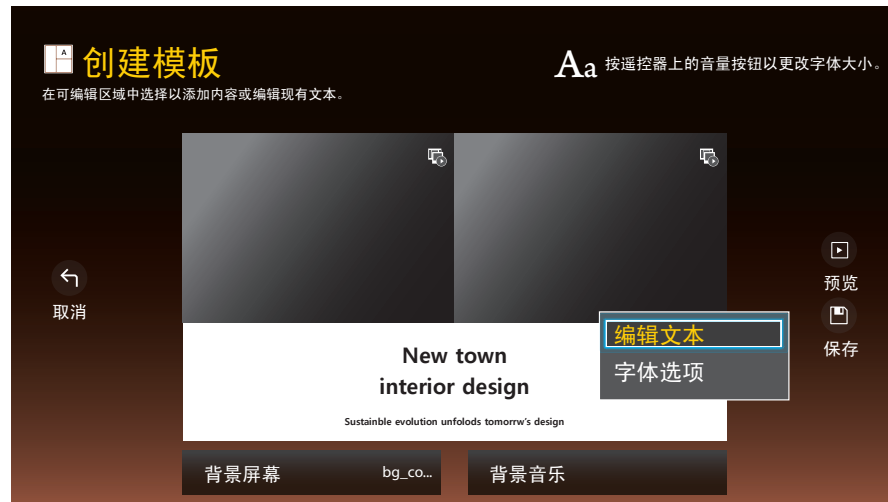 创建模板
在可编辑区域中选择以添加内容或编辑现有文本。
Aa 按遥控器上的音量按钮以更改字体大小。
取消
预览
保存
编辑文本
字体选项
New town
interior design
Sustainble evolution unfolods tomorrw's design
背景屏幕 bg_co...
背景音乐